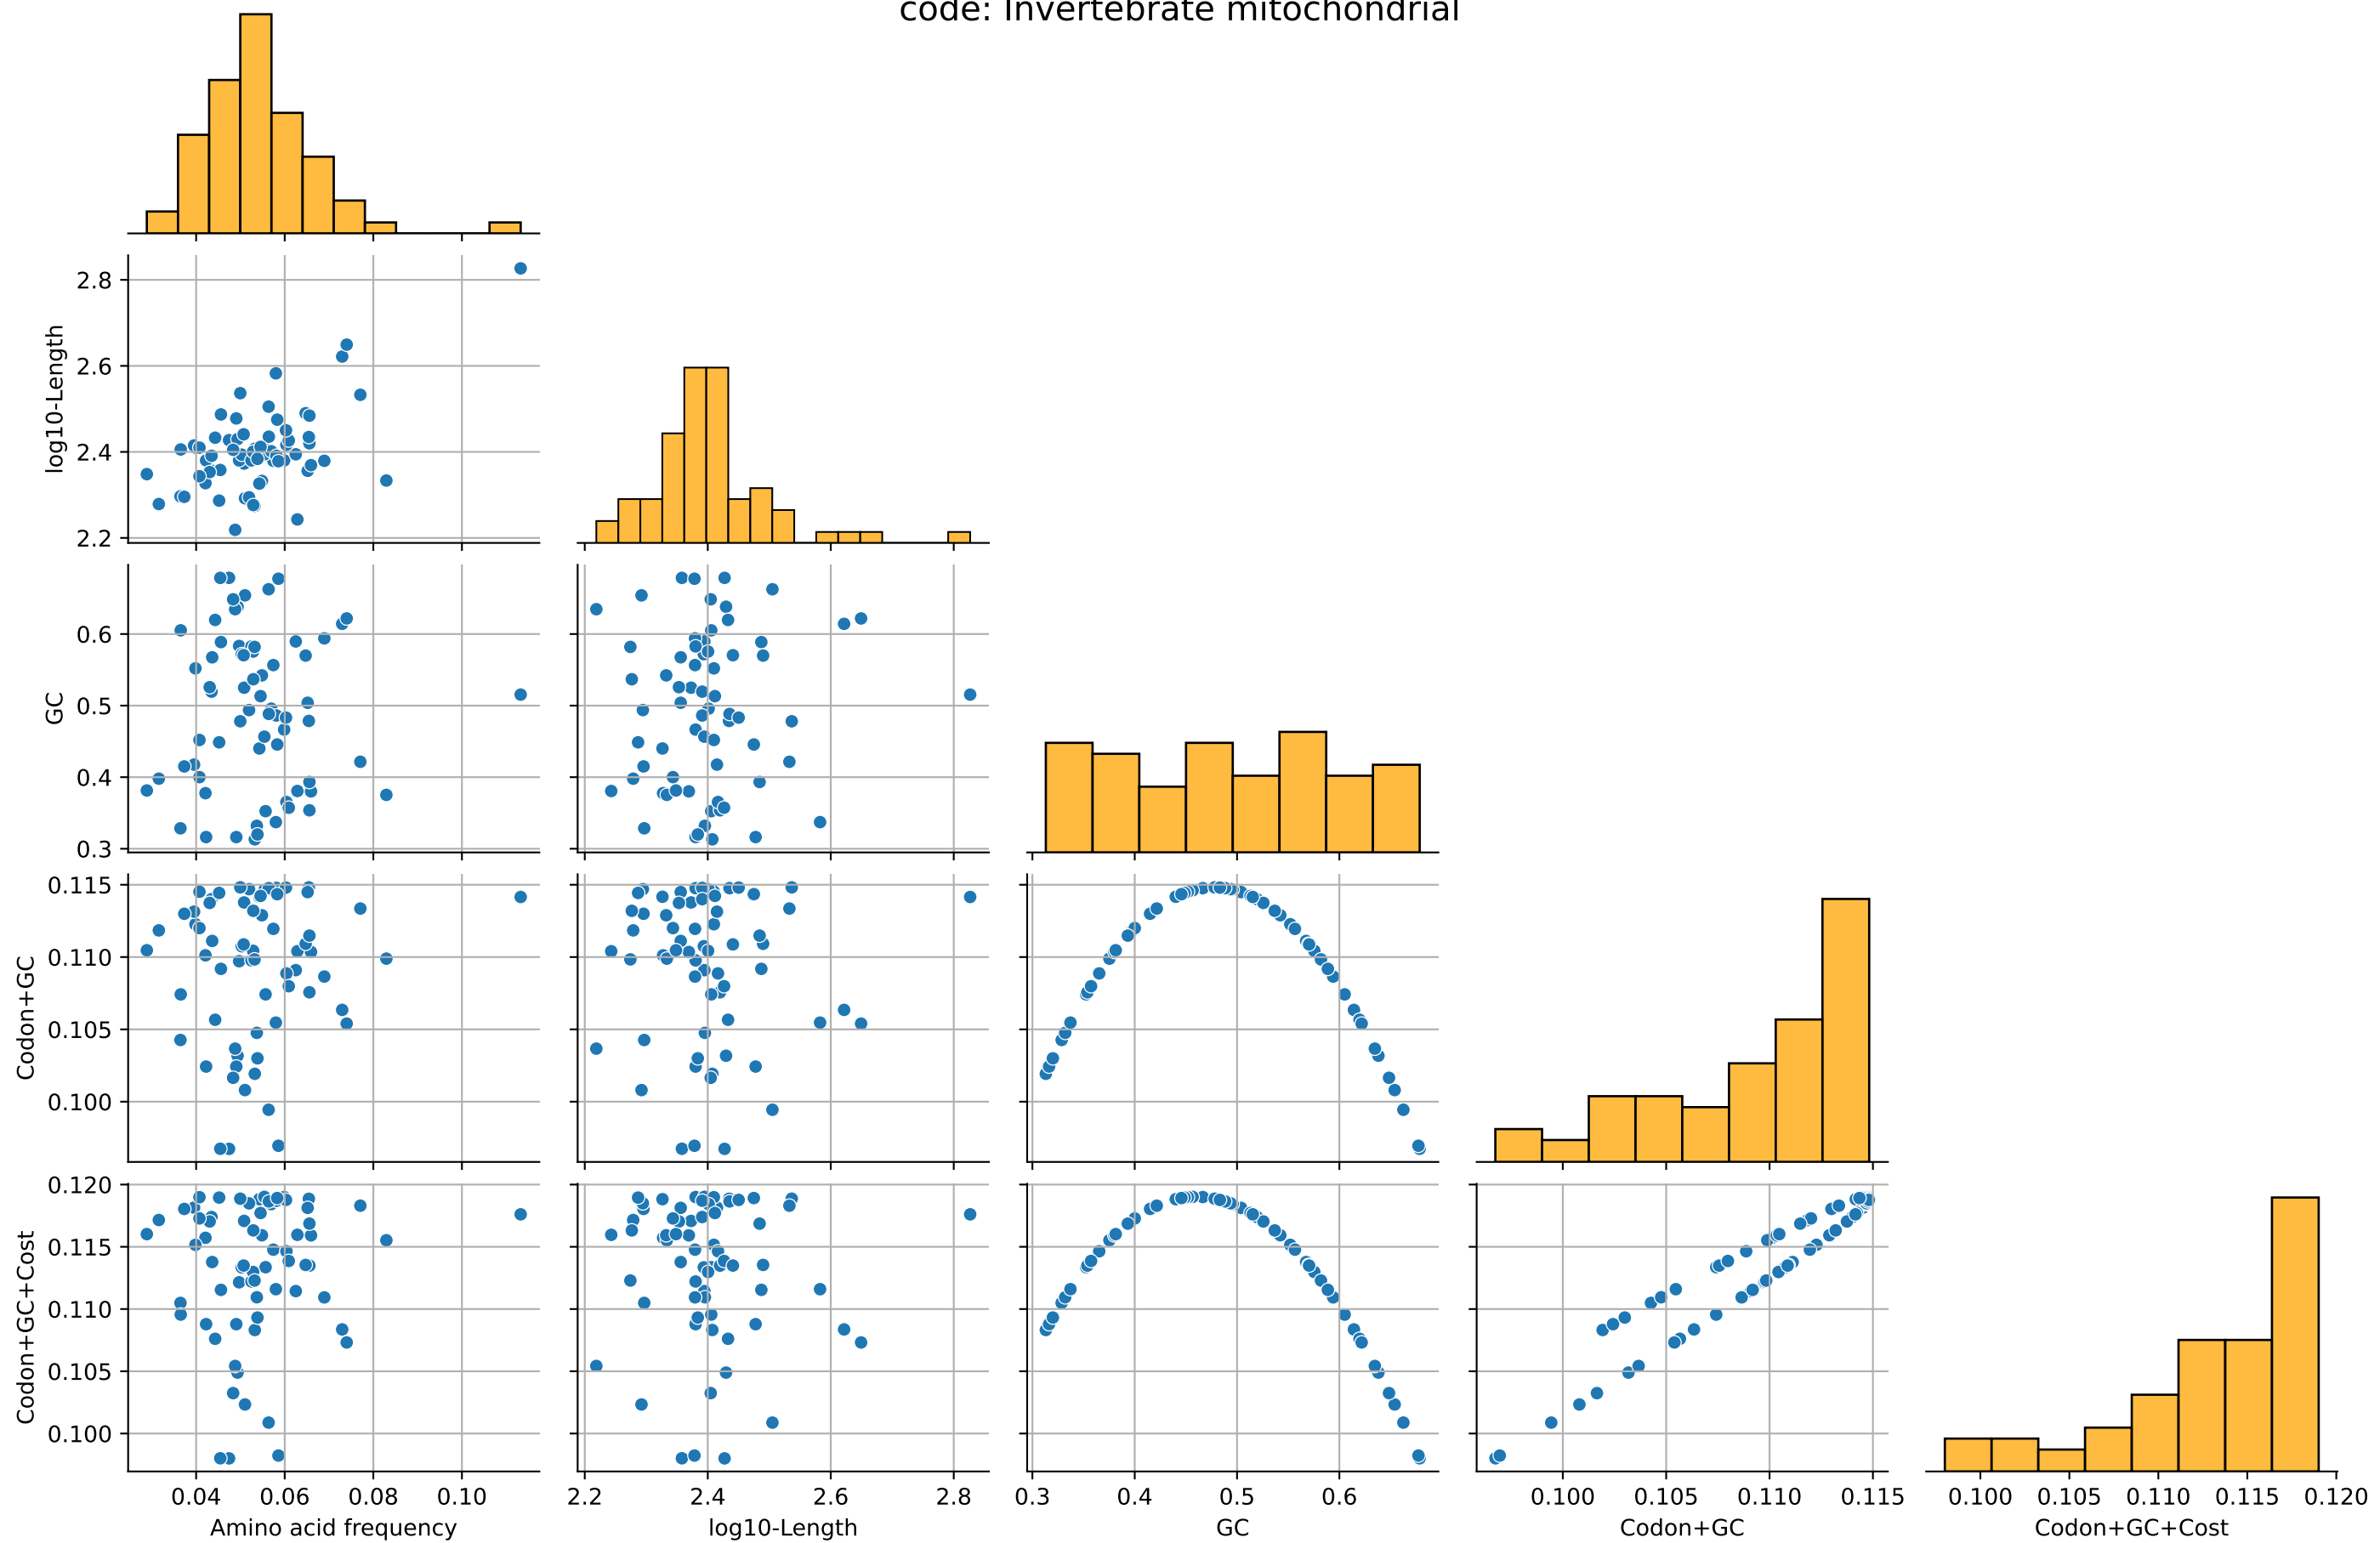 code: Invertebrate mitochondrial
2.8
2.6
2.4
2.2
log10-Length
0.6
0.5
0.4
0.3
GC
0.115
0.110
0.105
0.100
Codon+GC
0.120
0.115
0.110
0.105
0.100
Codon+GC+Cost
0.04 0.06 0.08 0.10 2.2 2.4 2.6 2.8 0.3 0.4 0.5 0.6 0.100 0.105 0.110 0.115 0.100 0.105 0.110 0.115 0.120
Amino acid frequency log10-Length GC Codon+GC Codon+GC+Cost